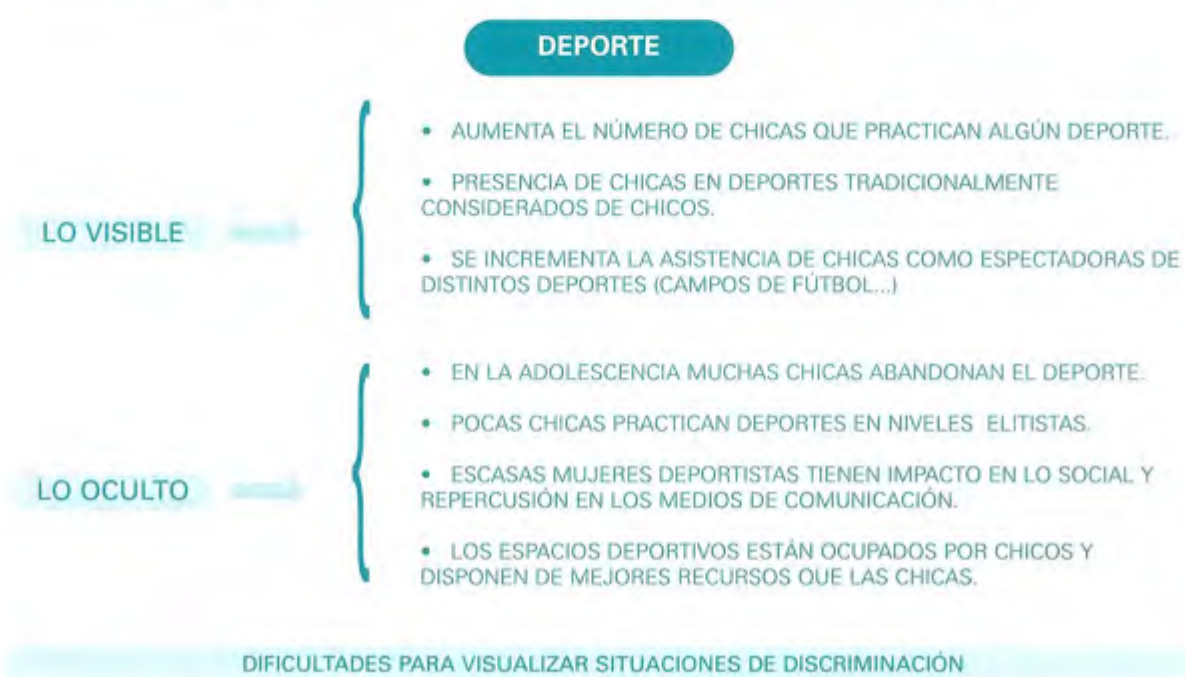 DEPORTE
LO VISIBLE
• AUMENTA EL NÚMERO DE CHICAS QUE PRACTICAN ALGÚN DEPORTE.
• PRESENCIA DE CHICAS EN DEPORTES TRADICIONALMENTE
CONSIDERADOS DE CHICOS.
• SE INCREMENTA LA ASISTENCIA DE CHICAS COMO ESPECTADORAS DE
DISTINTOS DEPORTES (CAMPOS DE FÚTBOL...)
LO OCULTO
• EN LA ADOLESCENCIA MUCHAS CHICAS ABANDONAN EL DEPORTE.
• POCAS CHICAS PRACTICAN DEPORTES EN NIVELES ELITISTAS.
• ESCASAS MUJERES DEPORTISTAS TIENEN IMPACTO EN LO SOCIAL Y
REPERCUSIÓN EN LOS MEDIOS DE COMUNICACIÓN.
• LOS ESPACIOS DEPORTIVOS ESTÁN OCUPADOS POR CHICOS Y
DISPONEN DE MEJORES RECURSOS QUE LAS CHICAS.
DIFICULTADES PARA VISUALIZAR SITUACIONES DE DISCRIMINACIÓN